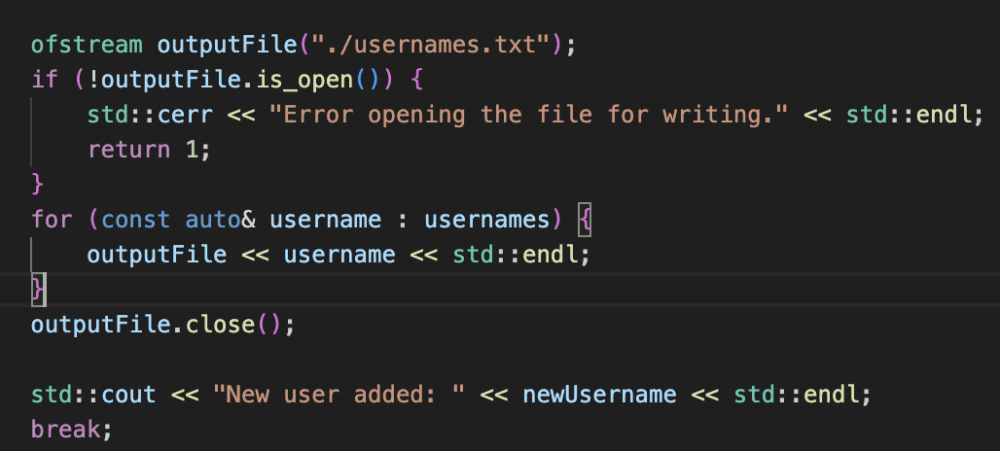 ofstream outputFile("./usernames.txt");
if (!outputFile.is_open()) {
    std::cerr << "Error opening the file for writing." << std::endl;
    return 1;
}
for (const auto& username : usernames) {
    outputFile << username << std::endl;
}
outputFile.close();

std::cout << "New user added: " << newUsername << std::endl;
break;